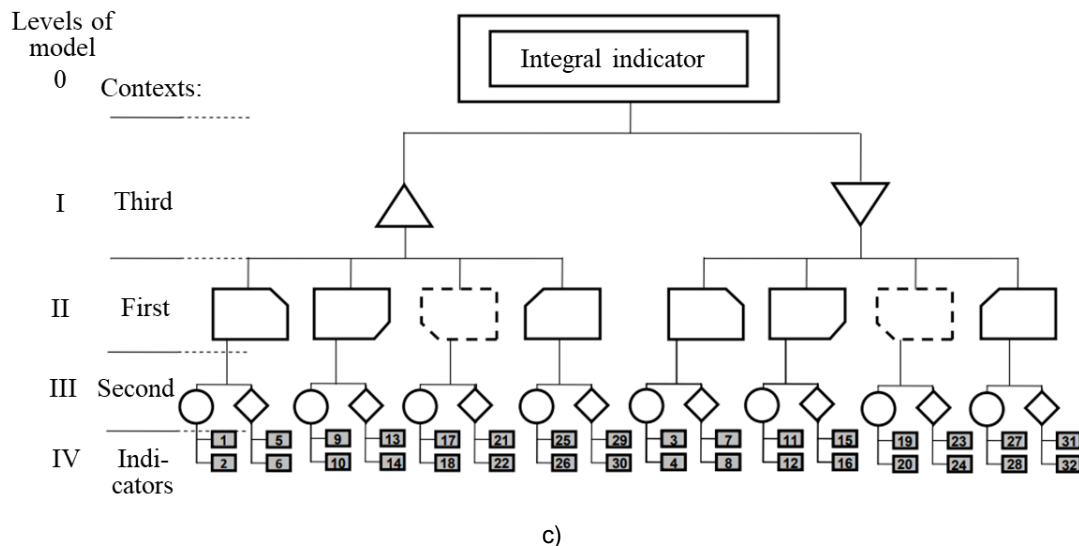 Levels of
model
0
Contexts:
Integral indicator
I Third
II First
III Second
1 5 9 13 17 21 25 29 3 7 11 15 19 23 27 31
IV Indi-
2 6 10 14 18 22 26 30 4 8 12 16 20 24 28 32
cators
c)